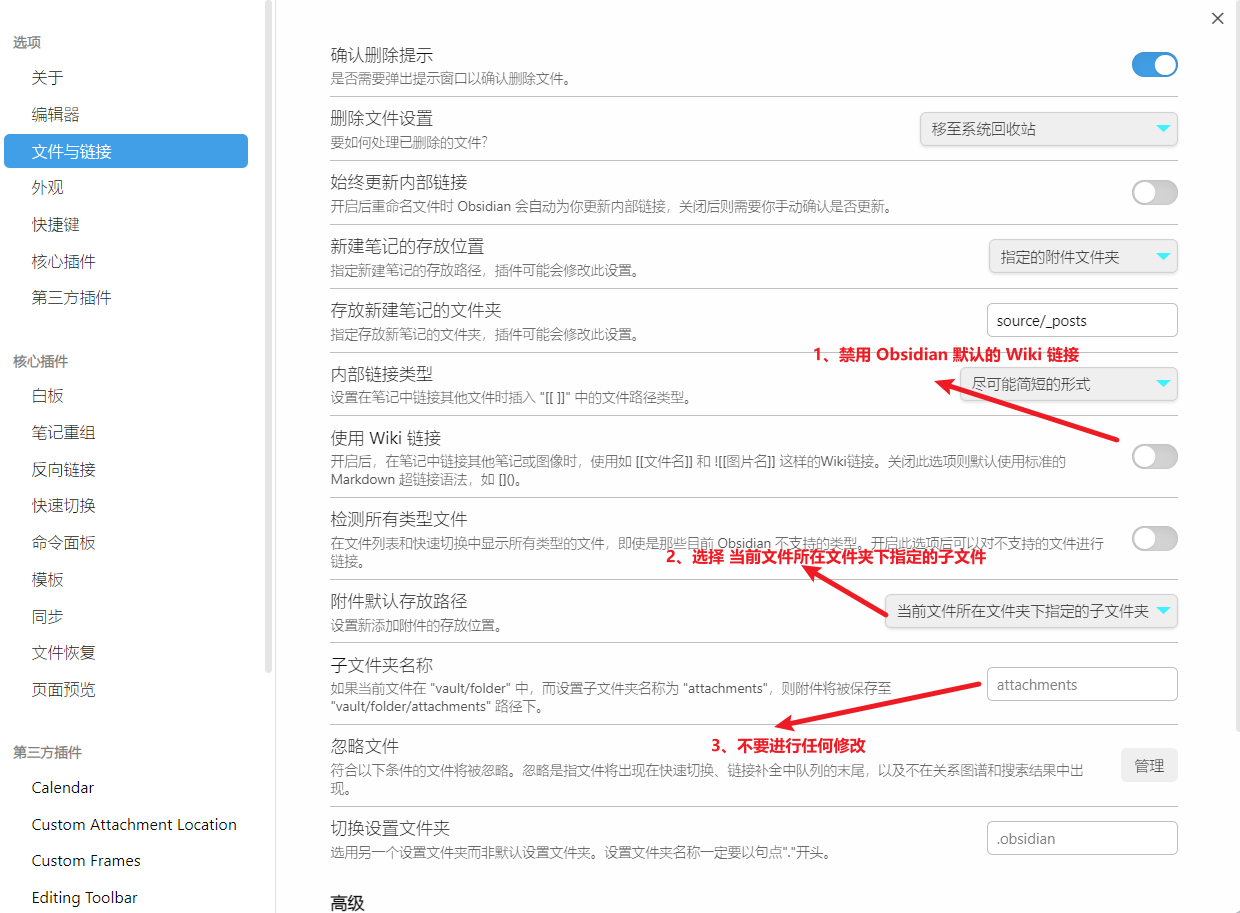 选项
关于
编辑器
文件与链接
外观
快捷键
核心插件
第三方插件
核心插件
白板
笔记重组
反向链接
快速切换
命令面板
模板
同步
文件恢复
页面预览
第三方插件
Calendar
Custom Attachment Location
Custom Frames
Editing Toolbar
确认删除提示
是否需要弹出提示窗口以确认删除文件。
删除文件设置
要如何处理已删除的文件?
移至系统回收站
始终更新内部链接
开启后重命名文件时 Obsidian 会自动为你更新内部链接，关闭后则需要你手动确认是否更新。
新建笔记的存放位置
指定新建笔记的存放路径，插件可能会修改此设置。
指定的附件文件夹
存放新建笔记的文件夹
指定存放新笔记的文件夹，插件可能会修改此设置。
source/_posts
1、禁用 Obsidian 默认的 Wiki 链接
内部链接类型
设置在笔记中链接其他文件时插入 "[[ ]]" 中的文件路径类型。
尽可能简短的形式
使用 Wiki 链接
开启后，在笔记中链接其他笔记或图像时，使用如 [[文件名]] 和 ![[图片名]] 这样的Wiki链接。关闭此选项则默认使用标准的
Markdown 超链接语法，如 []()。
检测所有类型文件
在文件列表和快速切换中显示所有类型的文件，即使是那些目前 Obsidian 不支持的类型。开启此选项后可以对不支持的文件进行
链接。
2、选择 当前文件所在文件夹下指定的子文件
附件默认存放路径
设置新添加附件的存放位置。
当前文件所在文件夹下指定的子文件夹
子文件夹名称
如果当前文件在 "vault/folder" 中，而设置子文件夹名称为 "attachments"，则附件将被保存至
"vault/folder/attachments" 路径下。
attachments
3、不要进行任何修改
忽略文件
符合以下条件的文件将被忽略。忽略是指文件将出现在快速切换、链接补全中队列的末尾，以及不在关系图谱和搜索结果中出
现。
管理
切换设置文件夹
选用另一个设置文件夹而非默认设置文件夹。设置文件夹名称一定要以句点"."开头。
.obsidian
高级